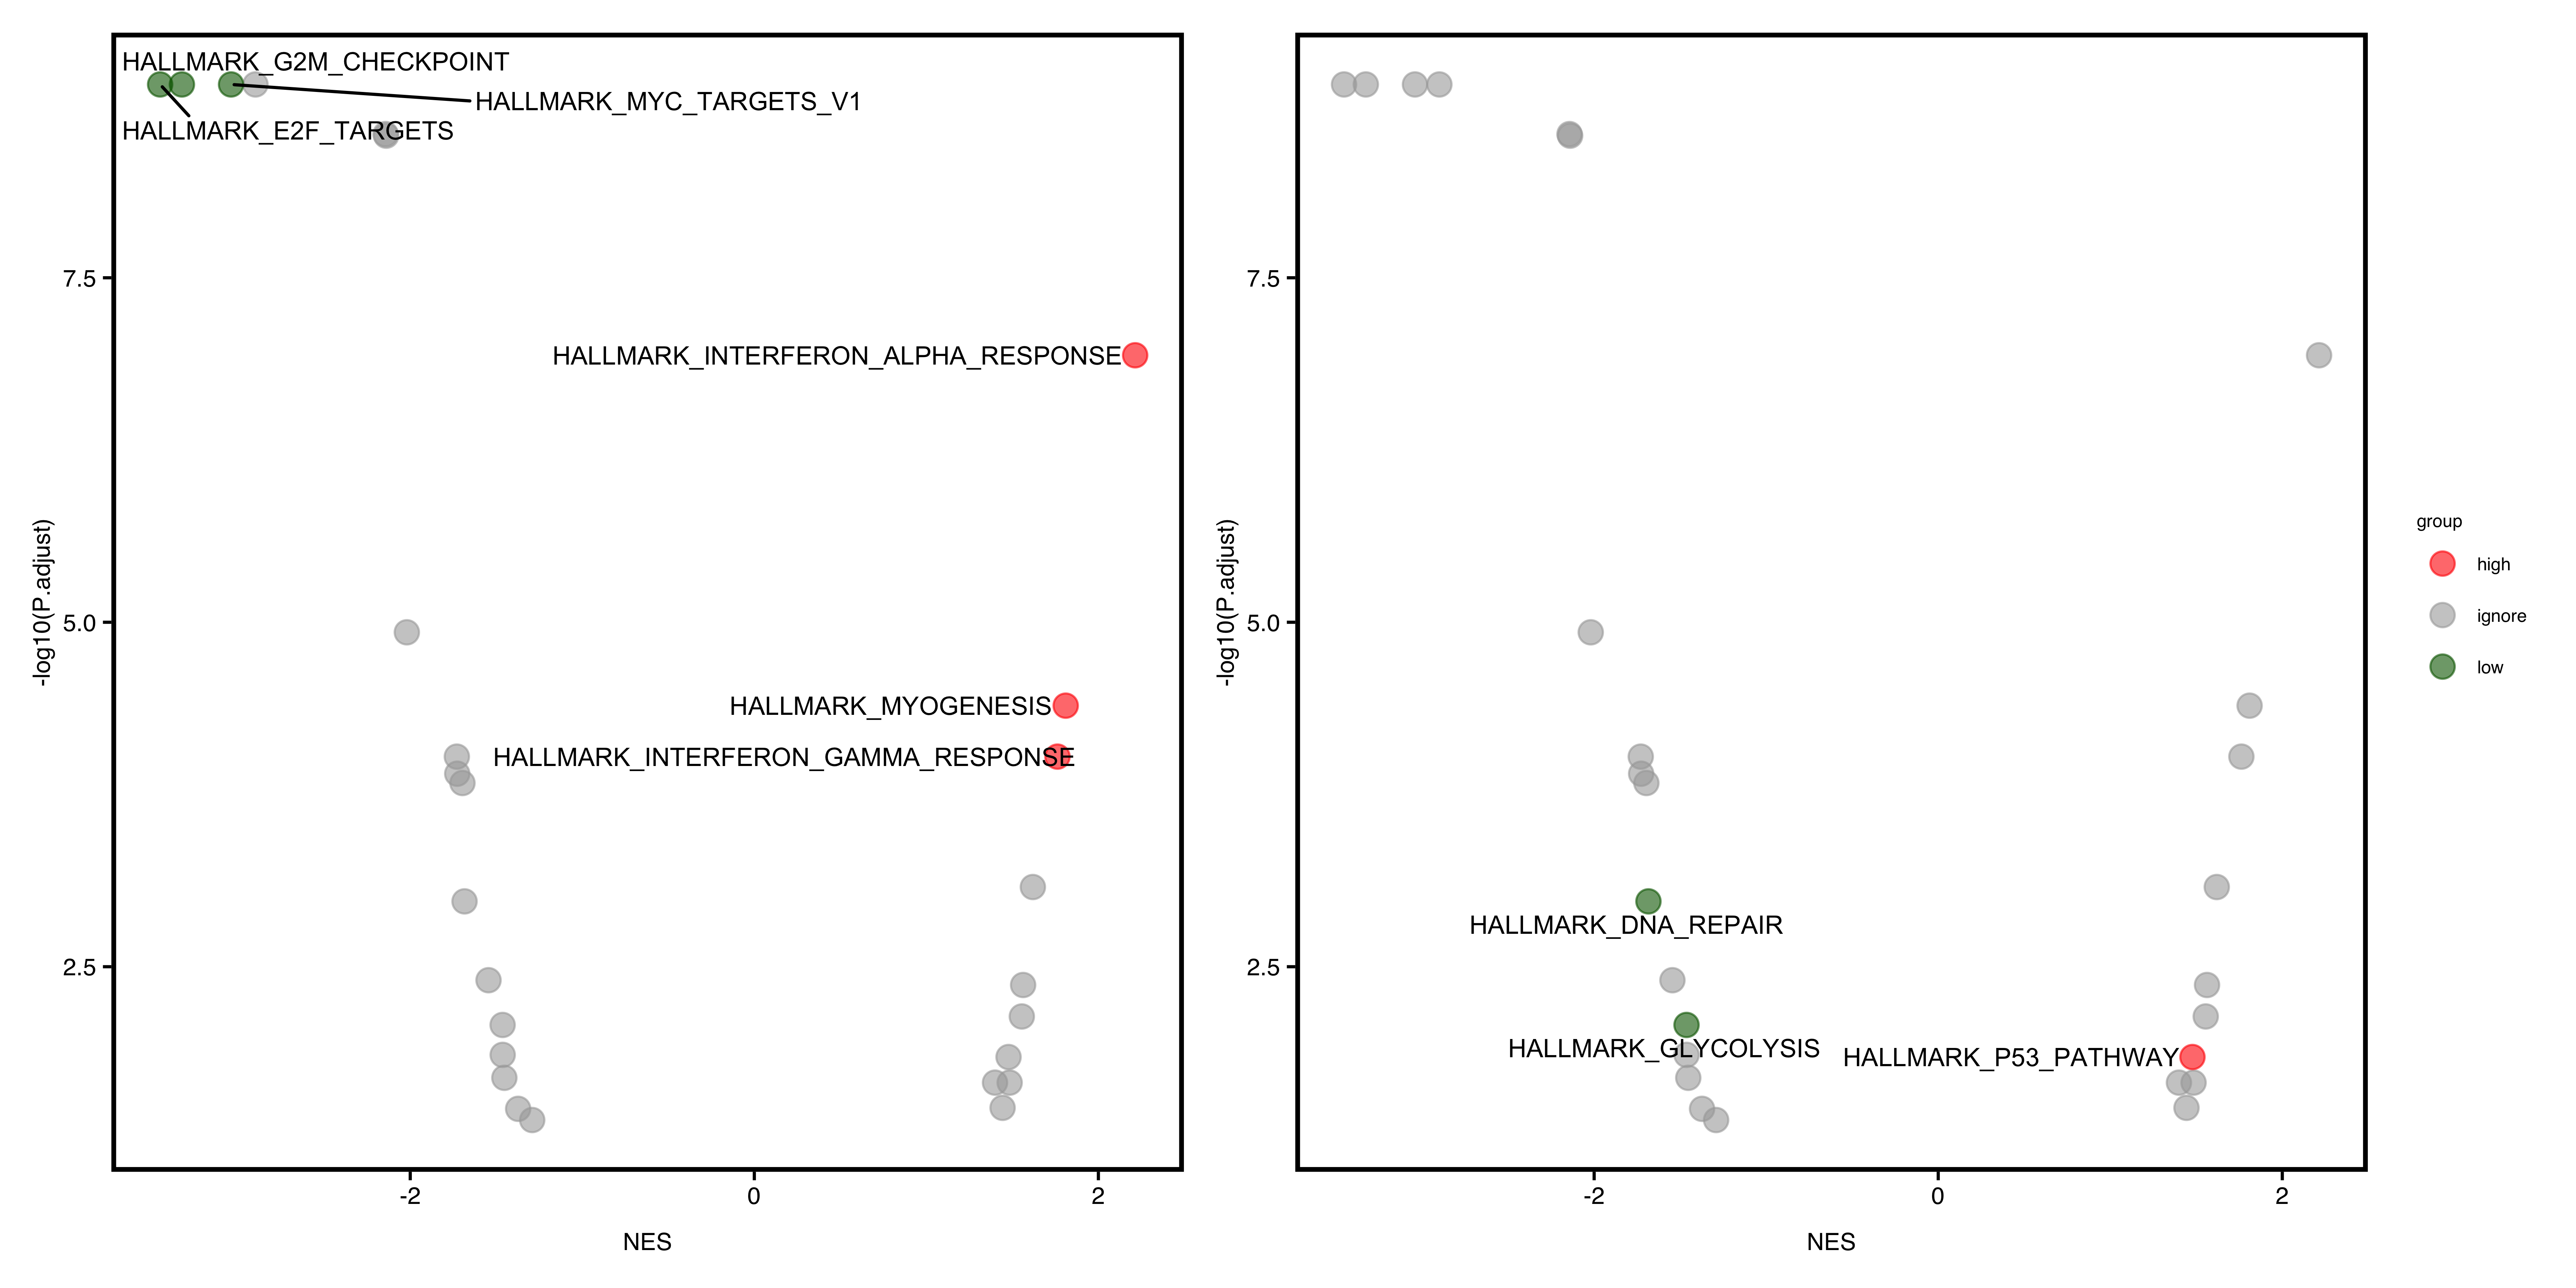 HALLMARK_G2M_CHECKPOINT
HALLMARK_MYC_TARGETS_V1
HALLMARK_E2F_TARGETS
7.5
HALLMARK_INTERFERON_ALPHA_RESPONSE
-log10(P.adjust)
5.0
HALLMARK_MYOGENESIS
HALLMARK_INTERFERON_GAMMA_RESPONSE
2.5
-2
0
2
NES
7.5
-log10(P.adjust)
5.0
HALLMARK_DNA_REPAIR
2.5
HALLMARK_GLYCOLYSIS
HALLMARK_P53_PATHWAY
-2
0
2
NES
group
high
ignore
low